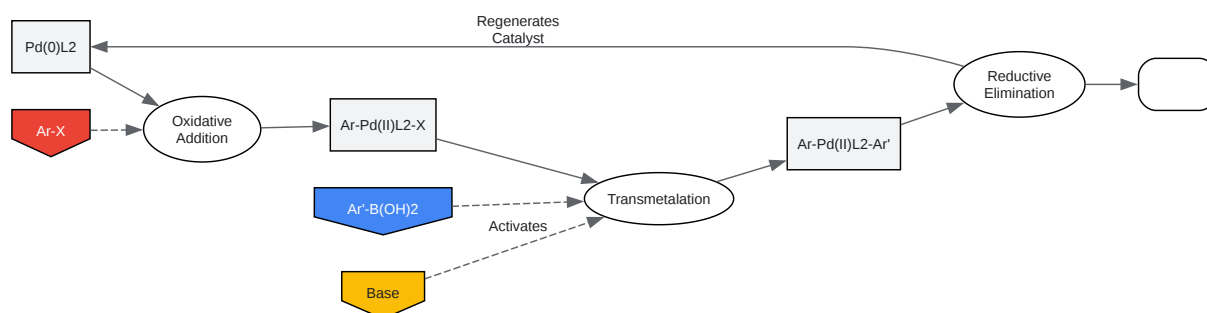 Regenerates
Catalyst
Pd(0)L2
Reductive
Elimination
Ar-X
Oxidative
Addition
Ar-Pd(II)L2-X
Ar-Pd(II)L2-Ar'
Ar'-B(OH)2
Transmetalation
Activates
Base